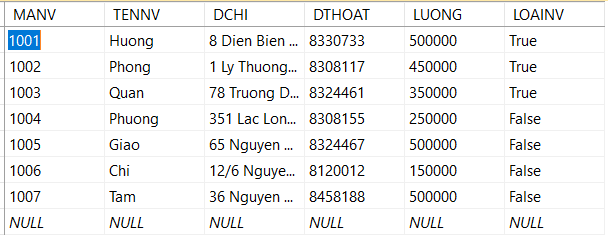 MANV TENNV DCHI DTHOAT LUONG LOAINV
1001 Huong 8 Dien Bien ... 8330733 500000 True
1002 Phong 1 Ly Thuong... 8308117 450000 True
1003 Quan 78 Truong D... 8324461 350000 True
1004 Phuong 351 Lac Lon... 8308155 250000 False
1005 Giao 65 Nguyen ... 8324467 500000 False
1006 Chi 12/6 Nguye... 8120012 150000 False
1007 Tam 36 Nguyen ... 8458188 500000 False
NULL NULL NULL NULL NULL NULL